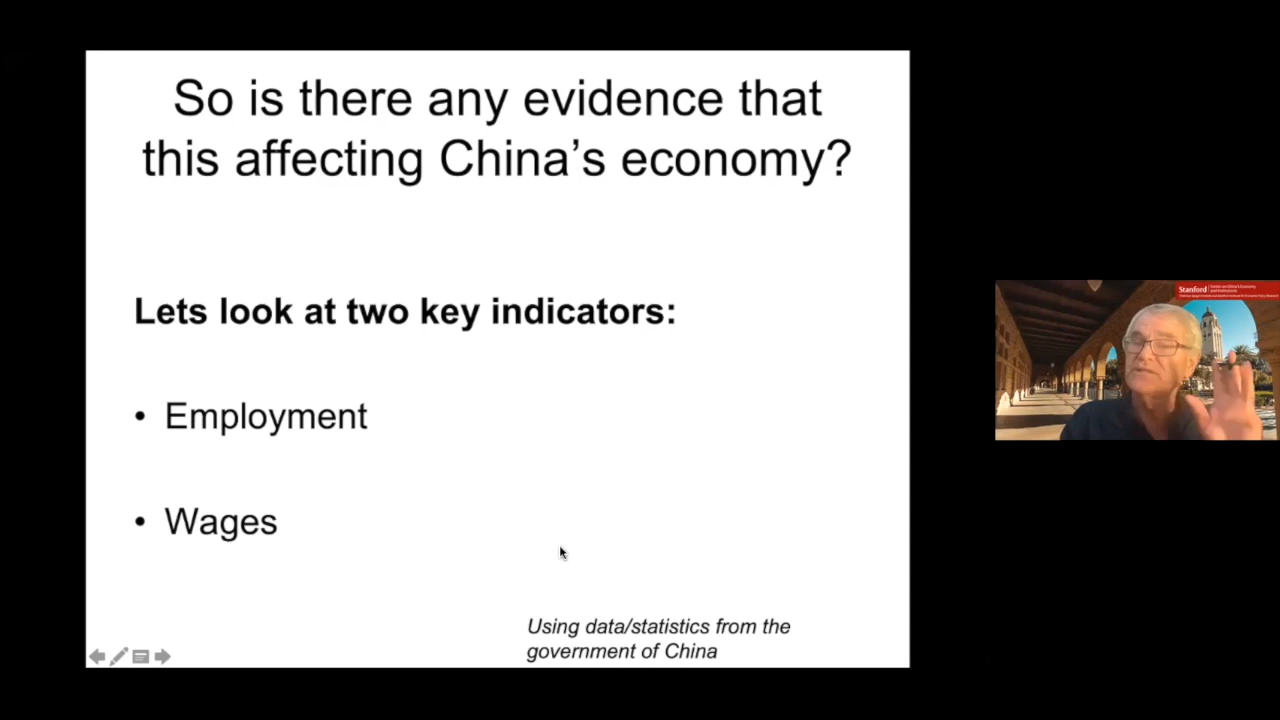 So is there any evidence that
this affecting China's economy?
Lets look at two key indicators:
• Employment
• Wages
Using data/statistics from the
government of China
Stanford